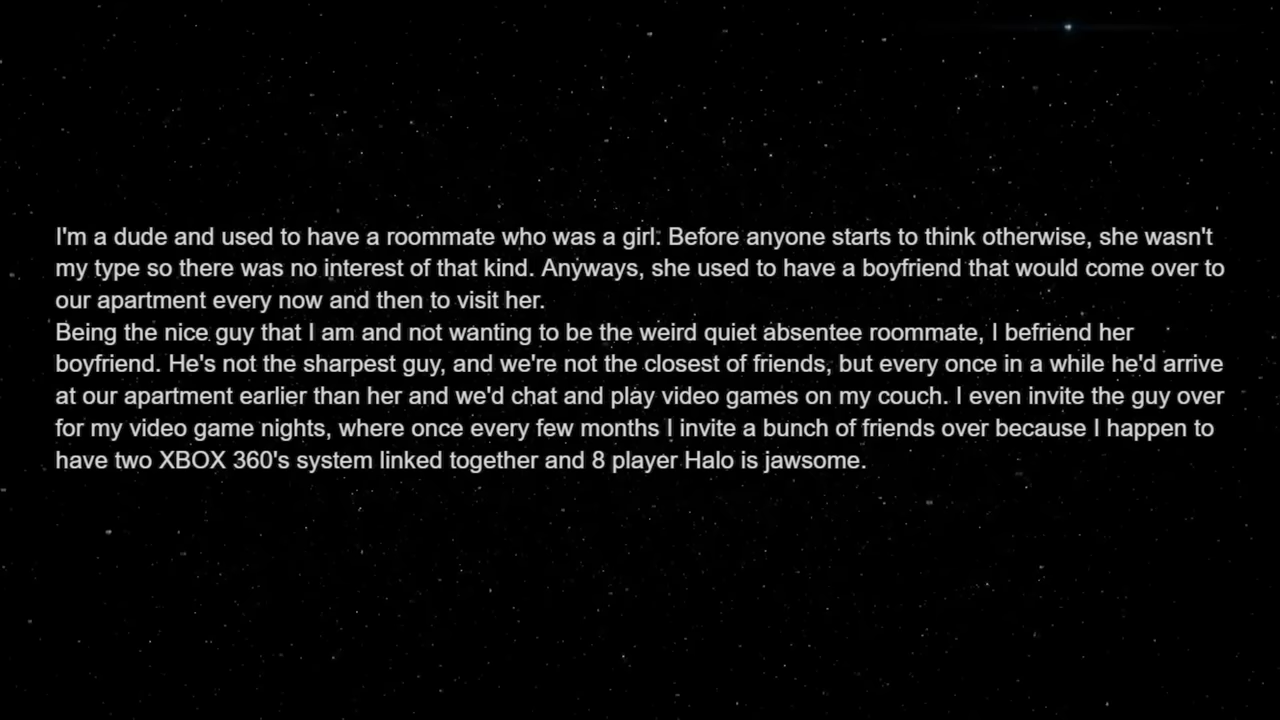 I'm a dude and used to have a roommate who was a girl. Before anyone starts to think otherwise, she wasn't
my type so there was no interest of that kind. Anyways, she used to have a boyfriend that would come over to
our apartment every now and then to visit her.
Being the nice guy that I am and not wanting to be the weird quiet absentee roommate, I befriend her
boyfriend. He's not the sharpest guy, and we're not the closest of friends, but every once in a while he'd arrive
at our apartment earlier than her and we'd chat and play video games on my couch. I even invite the guy over
for my video game nights, where once every few months I invite a bunch of friends over because I happen to
have two XBOX 360's system linked together and 8 player Halo is jawsome.